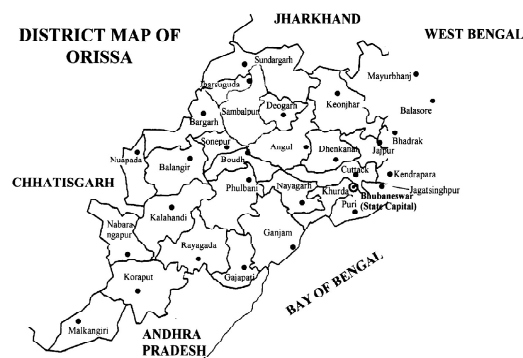 DISTRICT MAP OF
ORISSA
JHARKHAND
WEST BENGAL
Sundargarh
Mayurbhanj
Jharsuguda
Keonjhar
Deogarh
Sambalpur
Balasore
Bargarh
Bhadrak
Sonepur
Angul
Dhenkanal
Jajpur
Nuapada
Balangir
Boudh
Cuttack
Kendrapara
CHHATISGARH
Phulbani
Nayagarh
Khurda
Jagatsinghpur
Bhubaneswar
(State Capital)
Puri
Kalahandi
Nabara-
ngapur
Ganjam
Rayagada
Gajapati
BAY OF BENGAL
Koraput
Malkangiri
ANDHRA
PRADESH